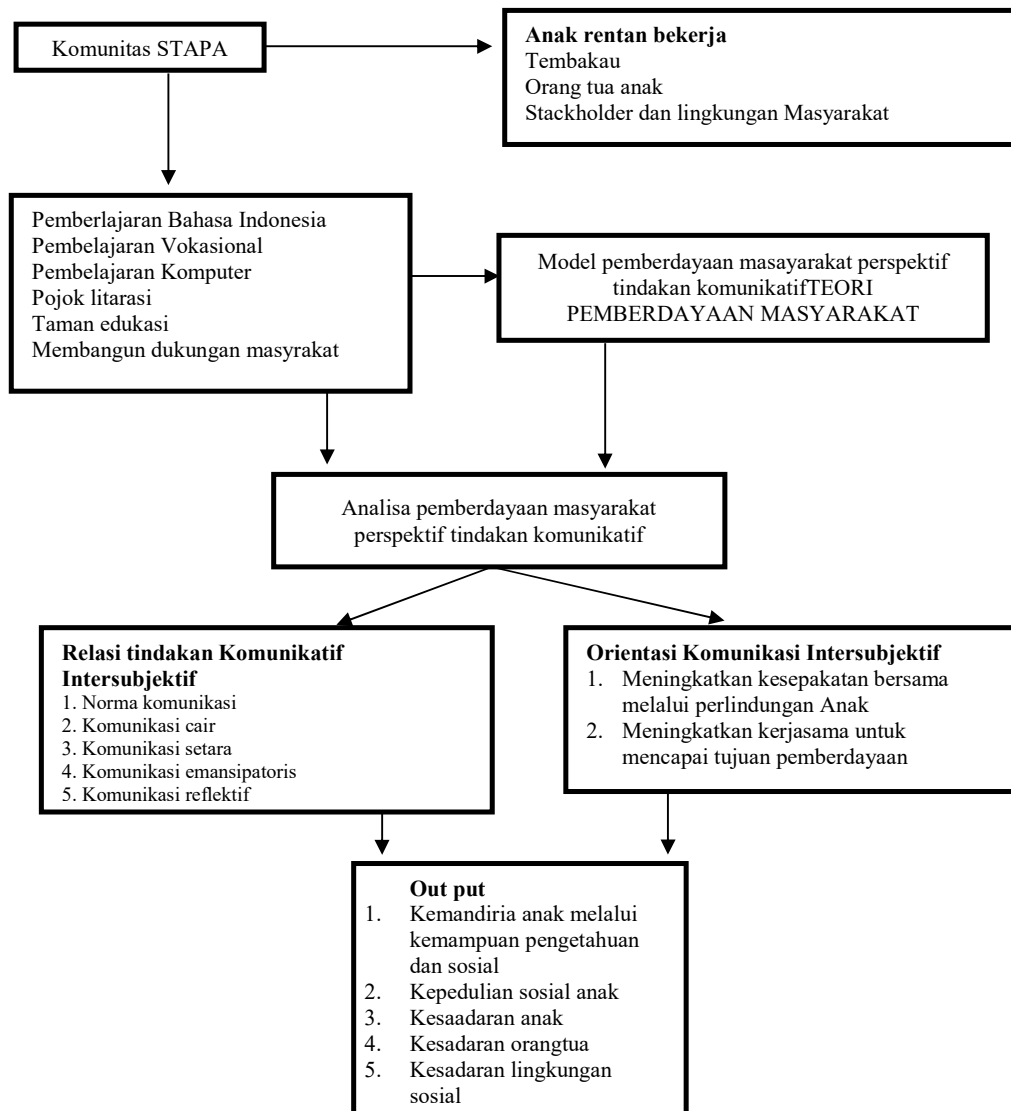 Komunitas STAPA
Anak rentan bekerja
Tembakau
Orang tua anak
Stackholder dan lingkungan Masyarakat
Pemberlajaran Bahasa Indonesia
Pembelajaran Vokasional
Pembelajaran Komputer
Pojok litarasi
Taman edukasi
Membangun dukungan masyrakat
Model pemberdayaan masayarakat perspektif
tindakan komunikatifTEORI
PEMBERDAYAAN MASYARAKAT
Analisa pemberdayaan masyarakat
perspektif tindakan komunikatif
Relasi tindakan Komunikatif
Intersubjektif
1. Norma komunikasi
2. Komunikasi cair
3. Komunikasi setara
4. Komunikasi emansipatoris
5. Komunikasi reflektif
Orientasi Komunikasi Intersubjektif
1. Meningkatkan kesepakatan bersama
melalui perlindungan Anak
2. Meningkatkan kerjasama untuk
mencapai tujuan pemberdayaan
Out put
1. Kemandiria anak melalui
kemampuan pengetahuan
dan sosial
2. Kepedulian sosial anak
3. Kesaadaran anak
4. Kesadaran orangtua
5. Kesadaran lingkungan
sosial